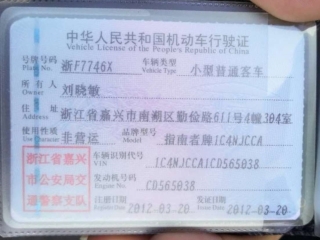 中华人民共和国机动车行驶证
Vehicle License of the People's Republic of China
号牌号码 浙F7746X 车辆类型 小型普通客车
Plate No. Vehicle Type
所有人 刘晓敏
Owner
住址 浙江省嘉兴市南湖区勤俭路611号4幢304室
使用性质 非营运 品牌型号 指南者牌1C4NJCCA
浙江省嘉兴 车辆识别代号 1C4NJCCA1CD565038
VIN
市公安局交 发动机号码 CD565038
Engine No.
通警察支队 注册日期 2012-03-20 发证日期 2012-03-20
Register Date Issue Date